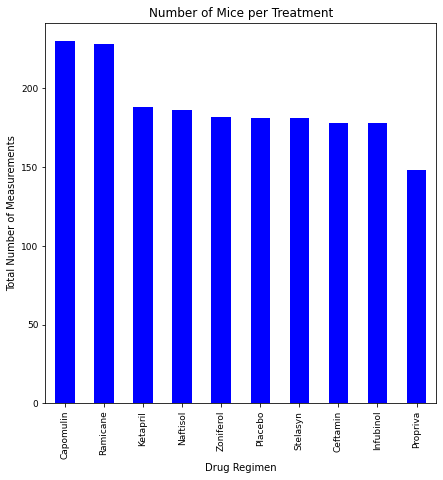 Number of Mice per Treatment
Total Number of Measurements
200
150
100
50
0
Capomulin
Ramicane
Ketapril
Naftisol
Zoniferol
Placebo
Stelasyn
Ceftamin
Infubinol
Propriva
Drug Regimen